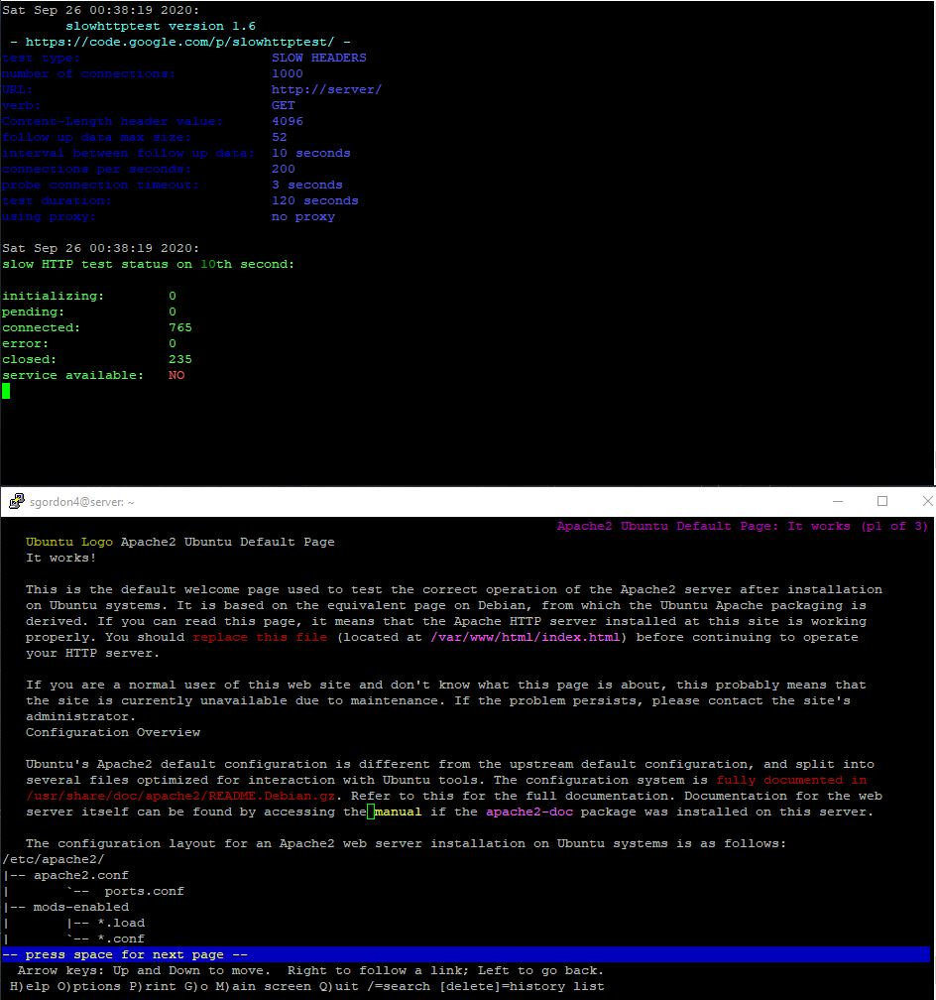 Sat Sep 26 00:38:19 2020:
slowhttptest version 1.6
- https://code.google.com/p/slowhttptest/ -
test type: SLOW HEADERS
number of connections: 1000
URL: http://server/
verb: GET
Content-Length header value: 4096
follow up data max size: 52
interval between follow up data: 10 seconds
connections per seconds: 200
probe connection timeout: 3 seconds
test duration: 120 seconds
using proxy: no proxy
Sat Sep 26 00:38:19 2020:
slow HTTP test status on 10th second:
initializing: 0
pending: 0
connected: 765
error: 0
closed: 235
service available: NO
sgordon4@server: ~
Apache2 Ubuntu Default Page: It works (p1 of 3)
Ubuntu Logo Apache2 Ubuntu Default Page
It works!
This is the default welcome page used to test the correct operation of the Apache2 server after installation
on Ubuntu systems. It is based on the equivalent page on Debian, from which the Ubuntu Apache packaging is
derived. If you can read this page, it means that the Apache HTTP server installed at this site is working
properly. You should replace this file (located at /var/www/html/index.html) before continuing to operate
your HTTP server.
If you are a normal user of this web site and don't know what this page is about, this probably means that
the site is currently unavailable due to maintenance. If the problem persists, please contact the site's
administrator.
Configuration Overview
Ubuntu's Apache2 default configuration is different from the upstream default configuration, and split into
several files optimized for interaction with Ubuntu tools. The configuration system is fully documented in
/usr/share/doc/apache2/README.Debian.gz. Refer to this for the full documentation. Documentation for the web
server itself can be found by accessing the manual if the apache2-doc package was installed on this server.
The configuration layout for an Apache2 web server installation on Ubuntu systems is as follows:
/etc/apache2/
|-- apache2.conf
|       `--  ports.conf
|-- mods-enabled
|       |-- *.load
|       `-- *.conf
-- press space for next page --
Arrow keys: Up and Down to move.  Right to follow a link; Left to go back.
H)elp O)ptions P)rint G)o M)ain screen Q)uit /=search [delete]=history list